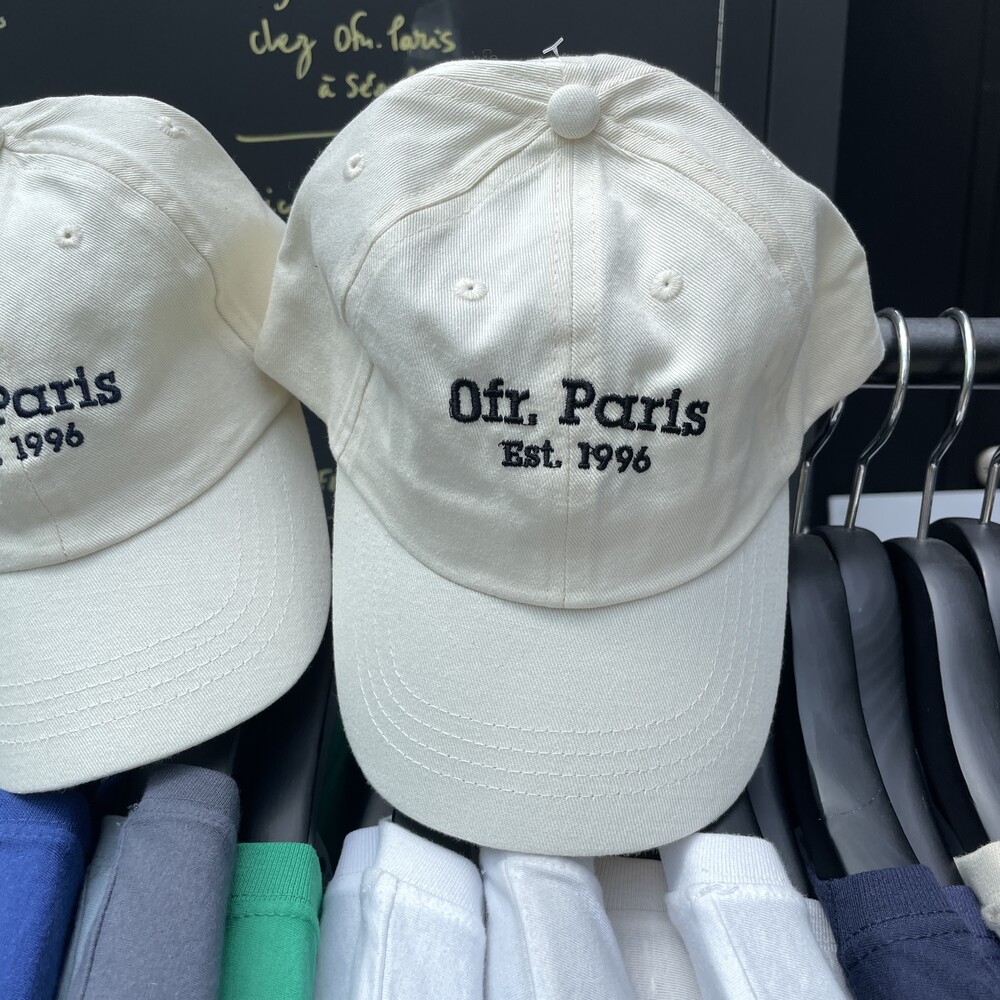 chez Ofr. Paris
à Séo
Paris
. 1996
Ofr. Paris
Est. 1996